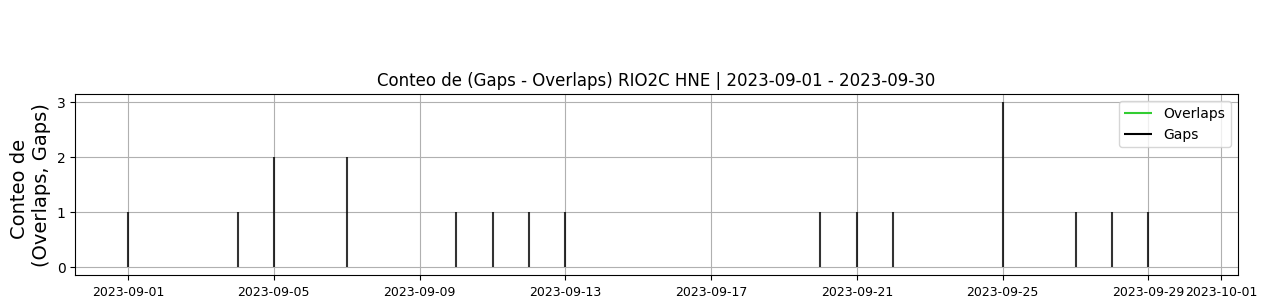 Conteo de (Gaps - Overlaps) RIO2C HNE | 2023-09-01 - 2023-09-30
Conteo de
(Overlaps, Gaps)
3
2
1
0
Overlaps
Gaps
2023-09-01 2023-09-05 2023-09-09 2023-09-13 2023-09-17 2023-09-21 2023-09-25 2023-09-29 2023-10-01